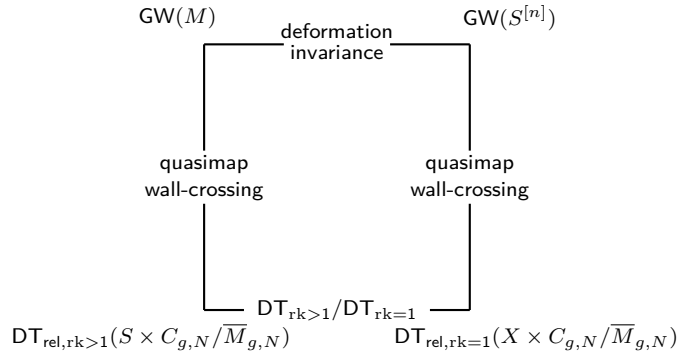 GW(M) GW(S^{[n]})
deformation
invariance
quasimap quasimap
wall-crossing wall-crossing
DT_{rk>1}/DT_{rk=1}
DT_{rel,rk>1}(S × C_{g,N}/\overline{M}_{g,N}) DT_{rel,rk=1}(X × C_{g,N}/\overline{M}_{g,N})